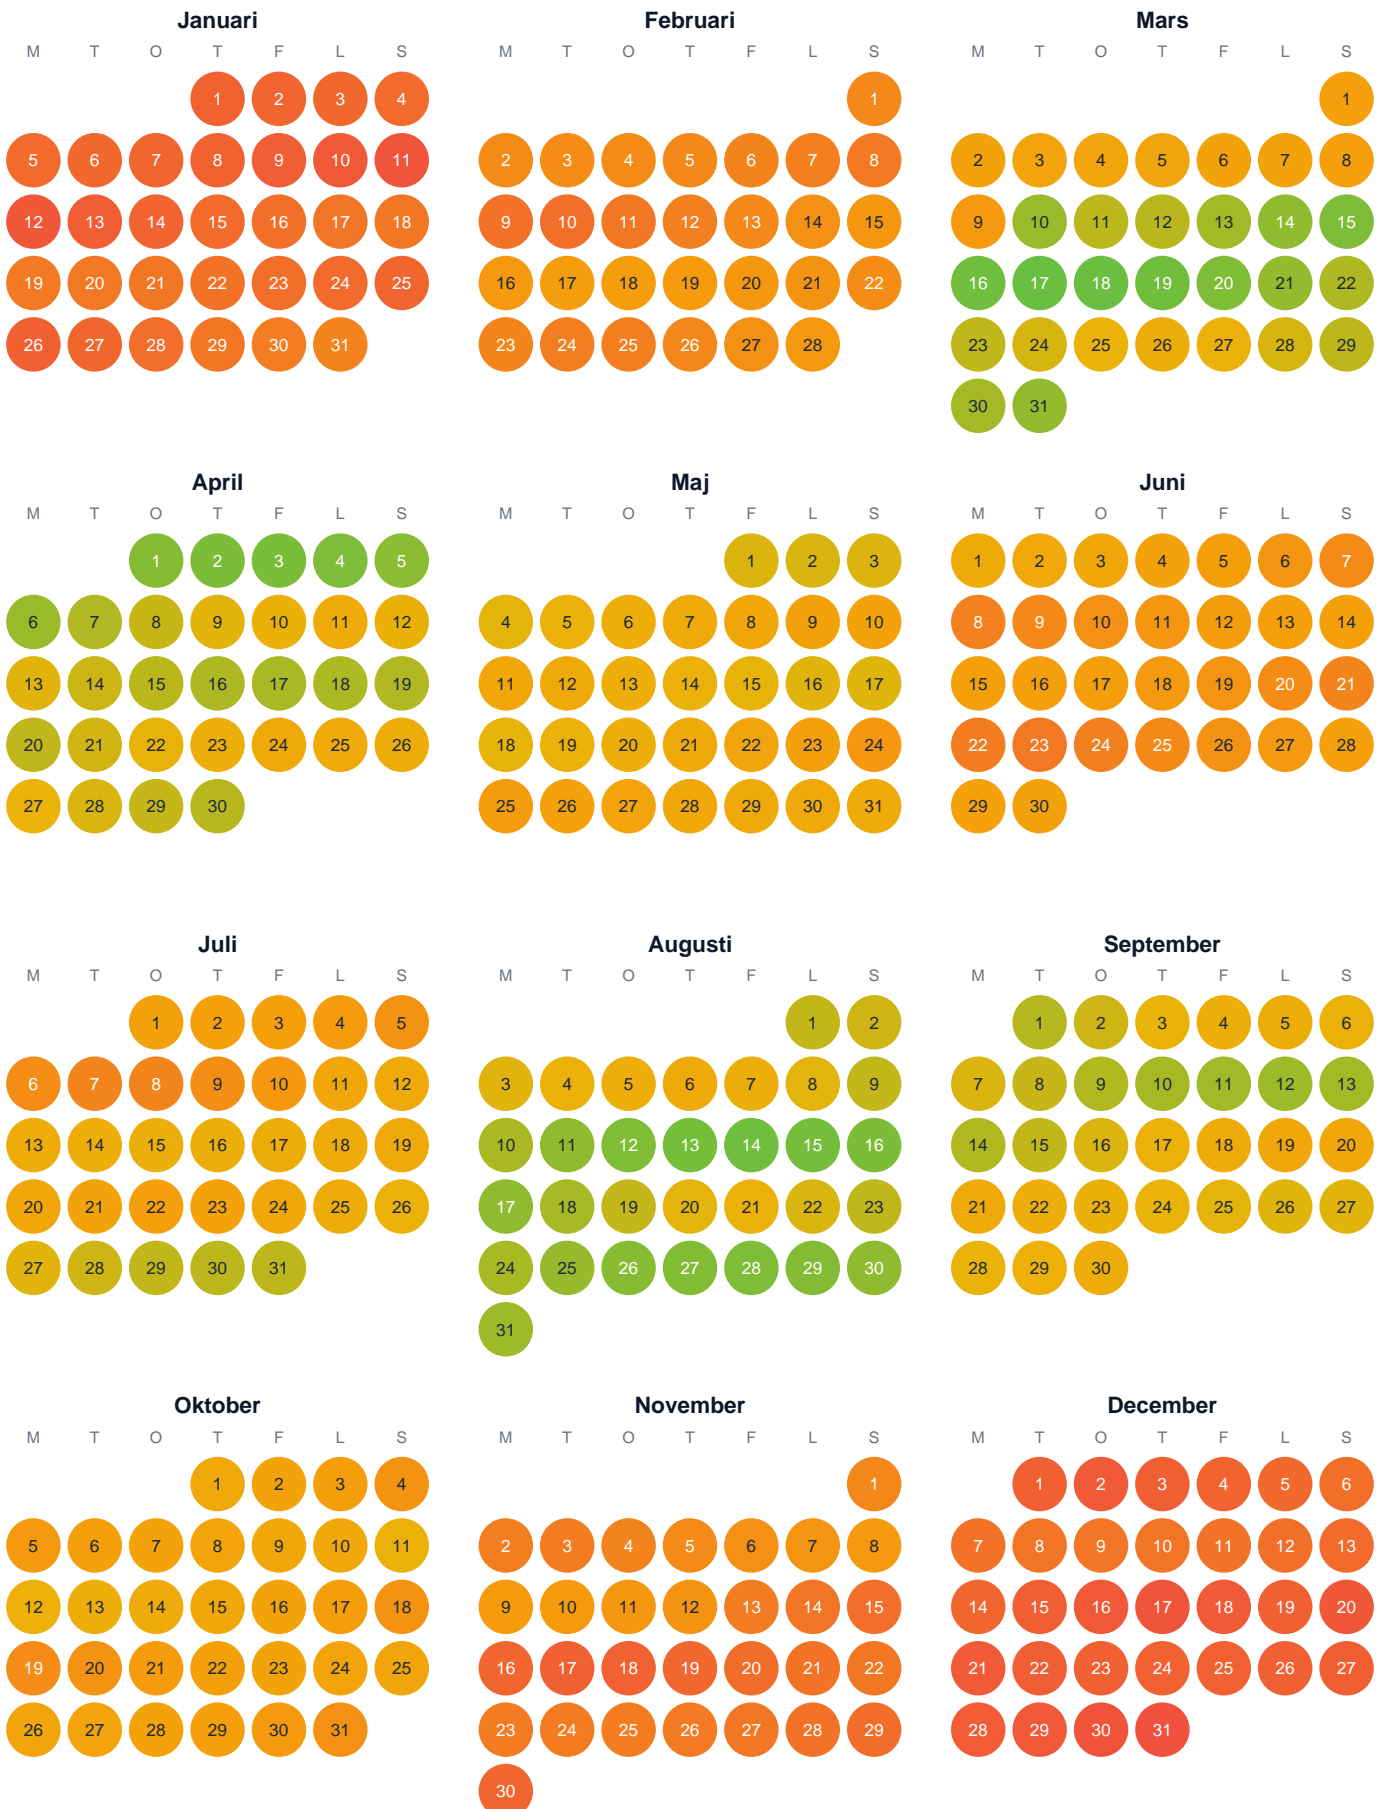 Januari Februari Mars
M T O T F L S M T O T F L S M T O T F L S
1 2 3 4 1 1
5 6 7 8 9 10 11 2 3 4 5 6 7 8 2 3 4 5 6 7 8
12 13 14 15 16 17 18 9 10 11 12 13 14 15 9 10 11 12 13 14 15
19 20 21 22 23 24 25 16 17 18 19 20 21 22 16 17 18 19 20 21 22
26 27 28 29 30 31 23 24 25 26 27 28 23 24 25 26 27 28 29
30 31
April Maj Juni
M T O T F L S M T O T F L S M T O T F L S
1 2 3 4 5 1 2 3 1 2 3 4 5 6 7
6 7 8 9 10 11 12 4 5 6 7 8 9 10 8 9 10 11 12 13 14
13 14 15 16 17 18 19 11 12 13 14 15 16 17 15 16 17 18 19 20 21
20 21 22 23 24 25 26 18 19 20 21 22 23 24 22 23 24 25 26 27 28
27 28 29 30 25 26 27 28 29 30 31 29 30
Juli Augusti September
M T O T F L S M T O T F L S M T O T F L S
1 2 3 4 5 1 2 1 2 3 4 5 6
6 7 8 9 10 11 12 3 4 5 6 7 8 9 7 8 9 10 11 12 13
13 14 15 16 17 18 19 10 11 12 13 14 15 16 14 15 16 17 18 19 20
20 21 22 23 24 25 26 17 18 19 20 21 22 23 21 22 23 24 25 26 27
27 28 29 30 31 24 25 26 27 28 29 30 28 29 30
31
Oktober November December
M T O T F L S M T O T F L S M T O T F L S
1 2 3 4 1 1 2 3 4 5 6
5 6 7 8 9 10 11 2 3 4 5 6 7 8 7 8 9 10 11 12 13
12 13 14 15 16 17 18 9 10 11 12 13 14 15 14 15 16 17 18 19 20
19 20 21 22 23 24 25 16 17 18 19 20 21 22 21 22 23 24 25 26 27
26 27 28 29 30 31 23 24 25 26 27 28 29 28 29 30 31
30